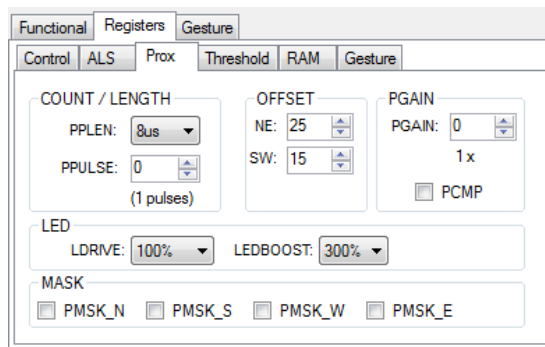 Functional Registers Gesture
Control ALS Prox Threshold RAM Gesture
COUNT / LENGTH
PPLEN: 8us
PPULSE: 0
(1 pulses)
OFFSET
NE: 25
SW: 15
PGAIN
PGAIN: 0
1 x
PCMP
LED
LDRIVE: 100% LEDBOOST: 300%
MASK
PMSK_N PMSK_S PMSK_W PMSK_E